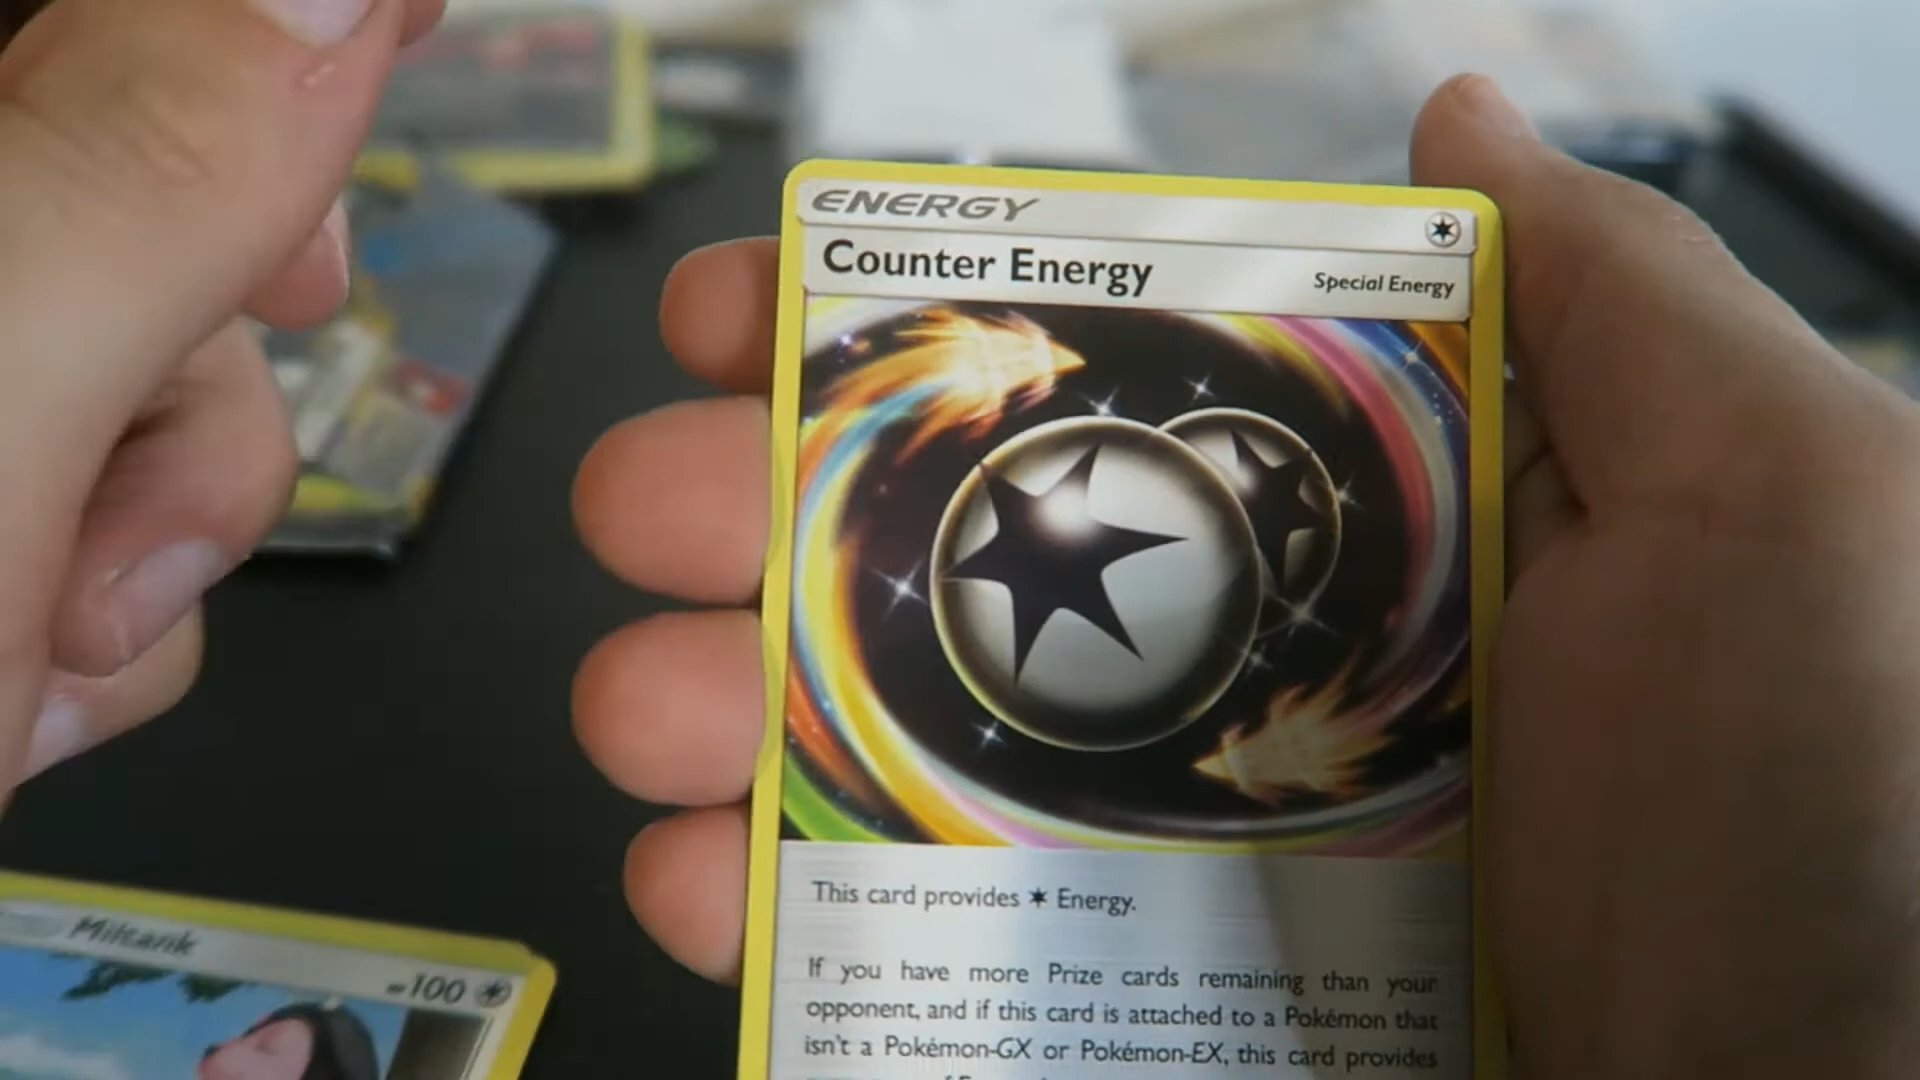 ENERGY
Counter Energy
Special Energy
This card provides ✶ Energy.
If you have more Prize cards remaining than your
opponent, and if this card is attached to a Pokémon that
isn't a Pokémon-GX or Pokémon-EX, this card provides
Miltank
HP100